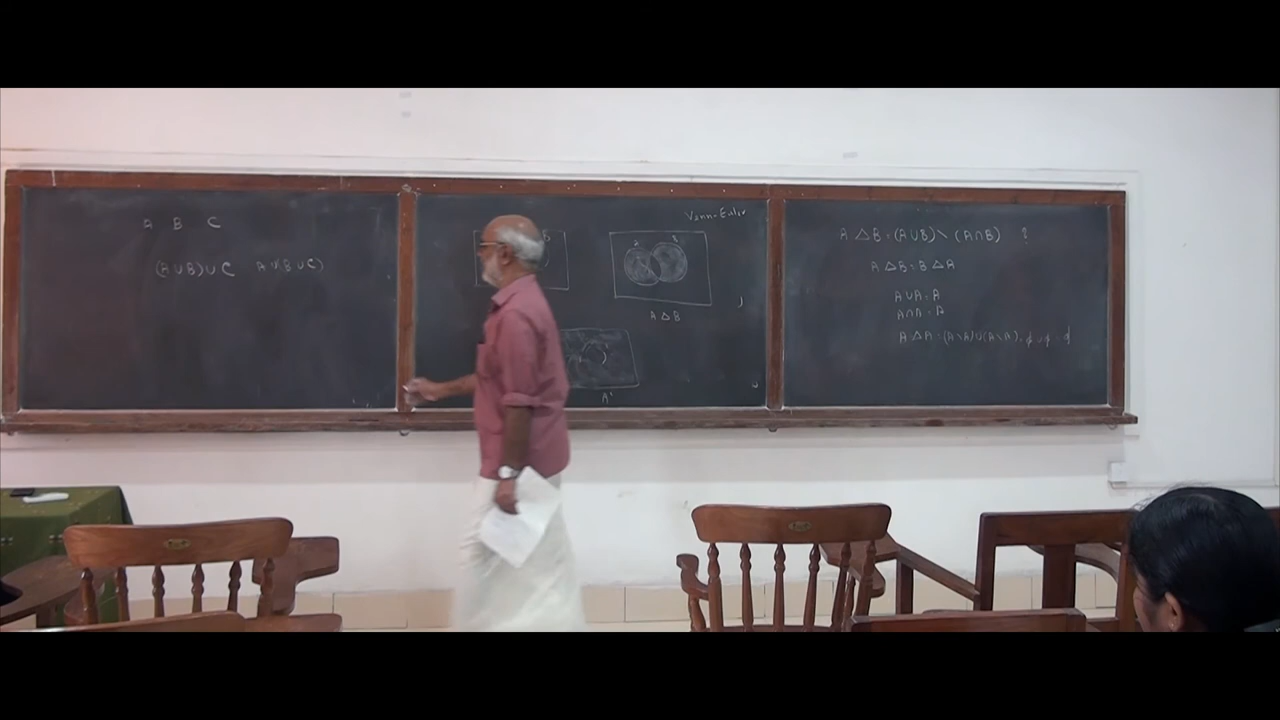 A B C
(A ∪ B) ∪ C A ∪ (B ∪ C)
Venn-Euler
B
A B
A △ B
A'
A △ B = (A ∪ B) \ (A ∩ B) ?
A △ B = B △ A
A ∪ A = A
A ∩ A = A
A △ A = (A \ A) ∪ (A \ A) = ϕ ∪ ϕ = ϕ